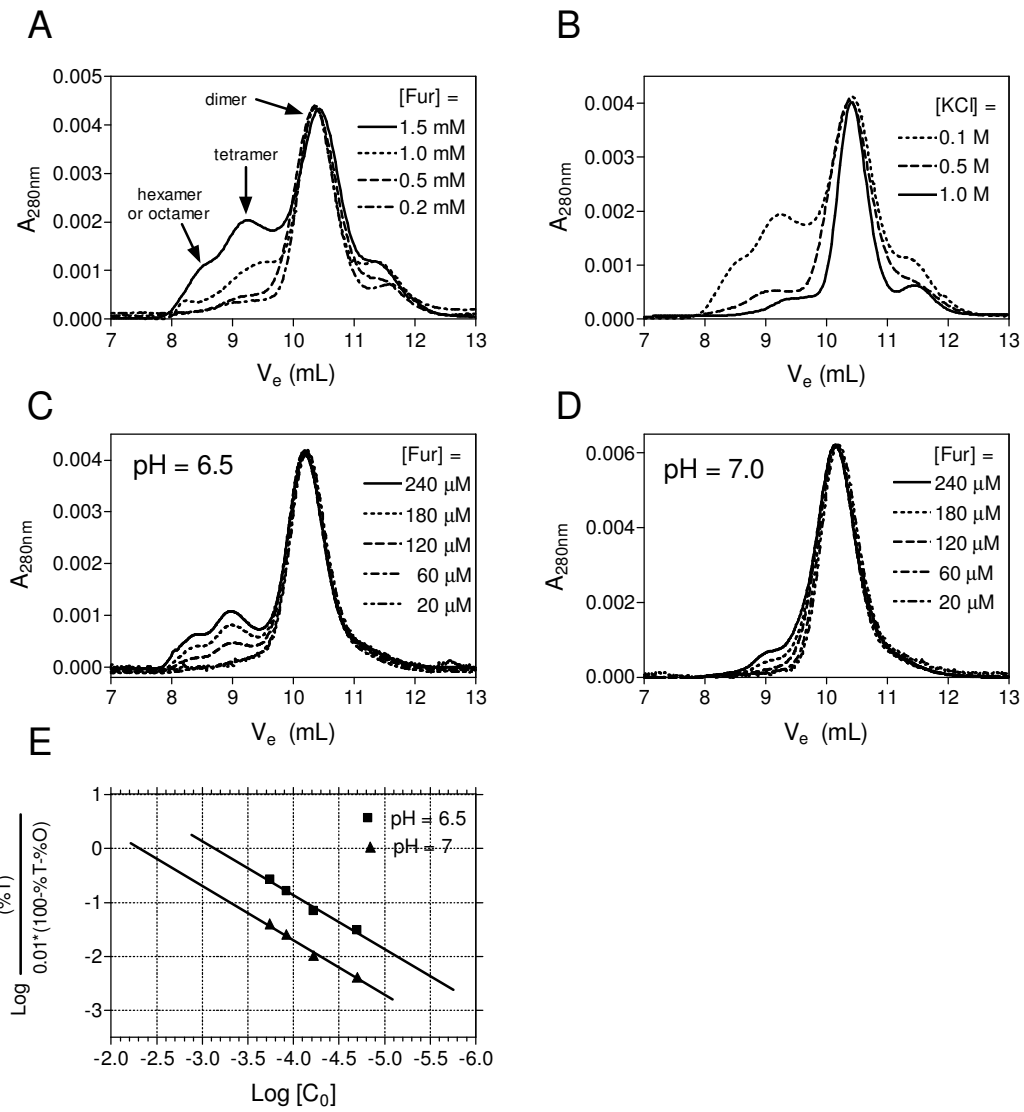 A
A280nm
0.005
0.004
0.003
0.002
0.001
0.000
dimer
tetramer
hexamer
or octamer
[Fur] =
1.5 mM
1.0 mM
0.5 mM
0.2 mM
7 8 9 10 11 12 13
Ve (mL)
B
A280nm
0.004
0.003
0.002
0.001
0.000
[KCl] =
0.1 M
0.5 M
1.0 M
7 8 9 10 11 12 13
Ve (mL)
C
A280nm
0.004
0.003
0.002
0.001
0.000
pH = 6.5
[Fur] =
240 µM
180 µM
120 µM
60 µM
20 µM
7 8 9 10 11 12 13
Ve (mL)
D
A280nm
0.006
0.004
0.002
0.000
pH = 7.0
[Fur] =
240 µM
180 µM
120 µM
60 µM
20 µM
7 8 9 10 11 12 13
Ve (mL)
E
Log
%T)
0.01*(100-%T-%O)
1
0
-1
-2
-3
pH = 6.5
pH = 7
-2.0 -2.5 -3.0 -3.5 -4.0 -4.5 -5.0 -5.5 -6.0
Log [C0]